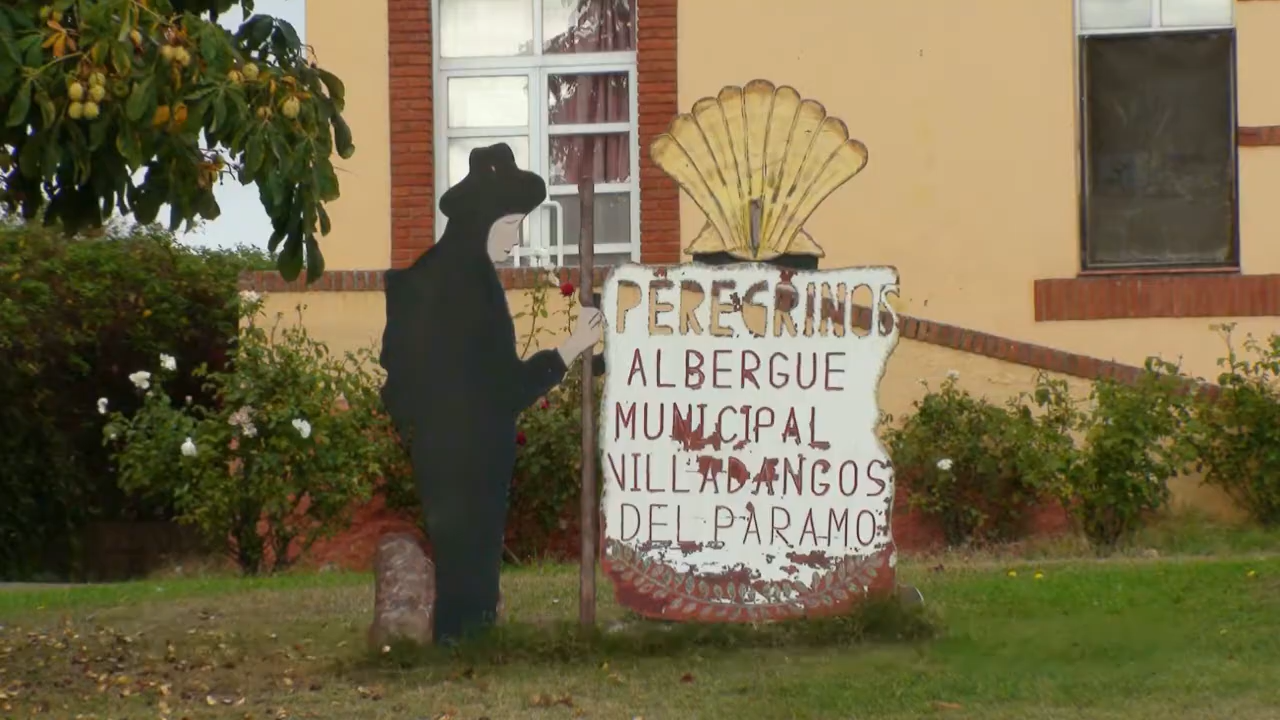 PEREGRINOS
ALBERGUE
MUNICIPAL
VILLADANGOS
DEL PARAMO